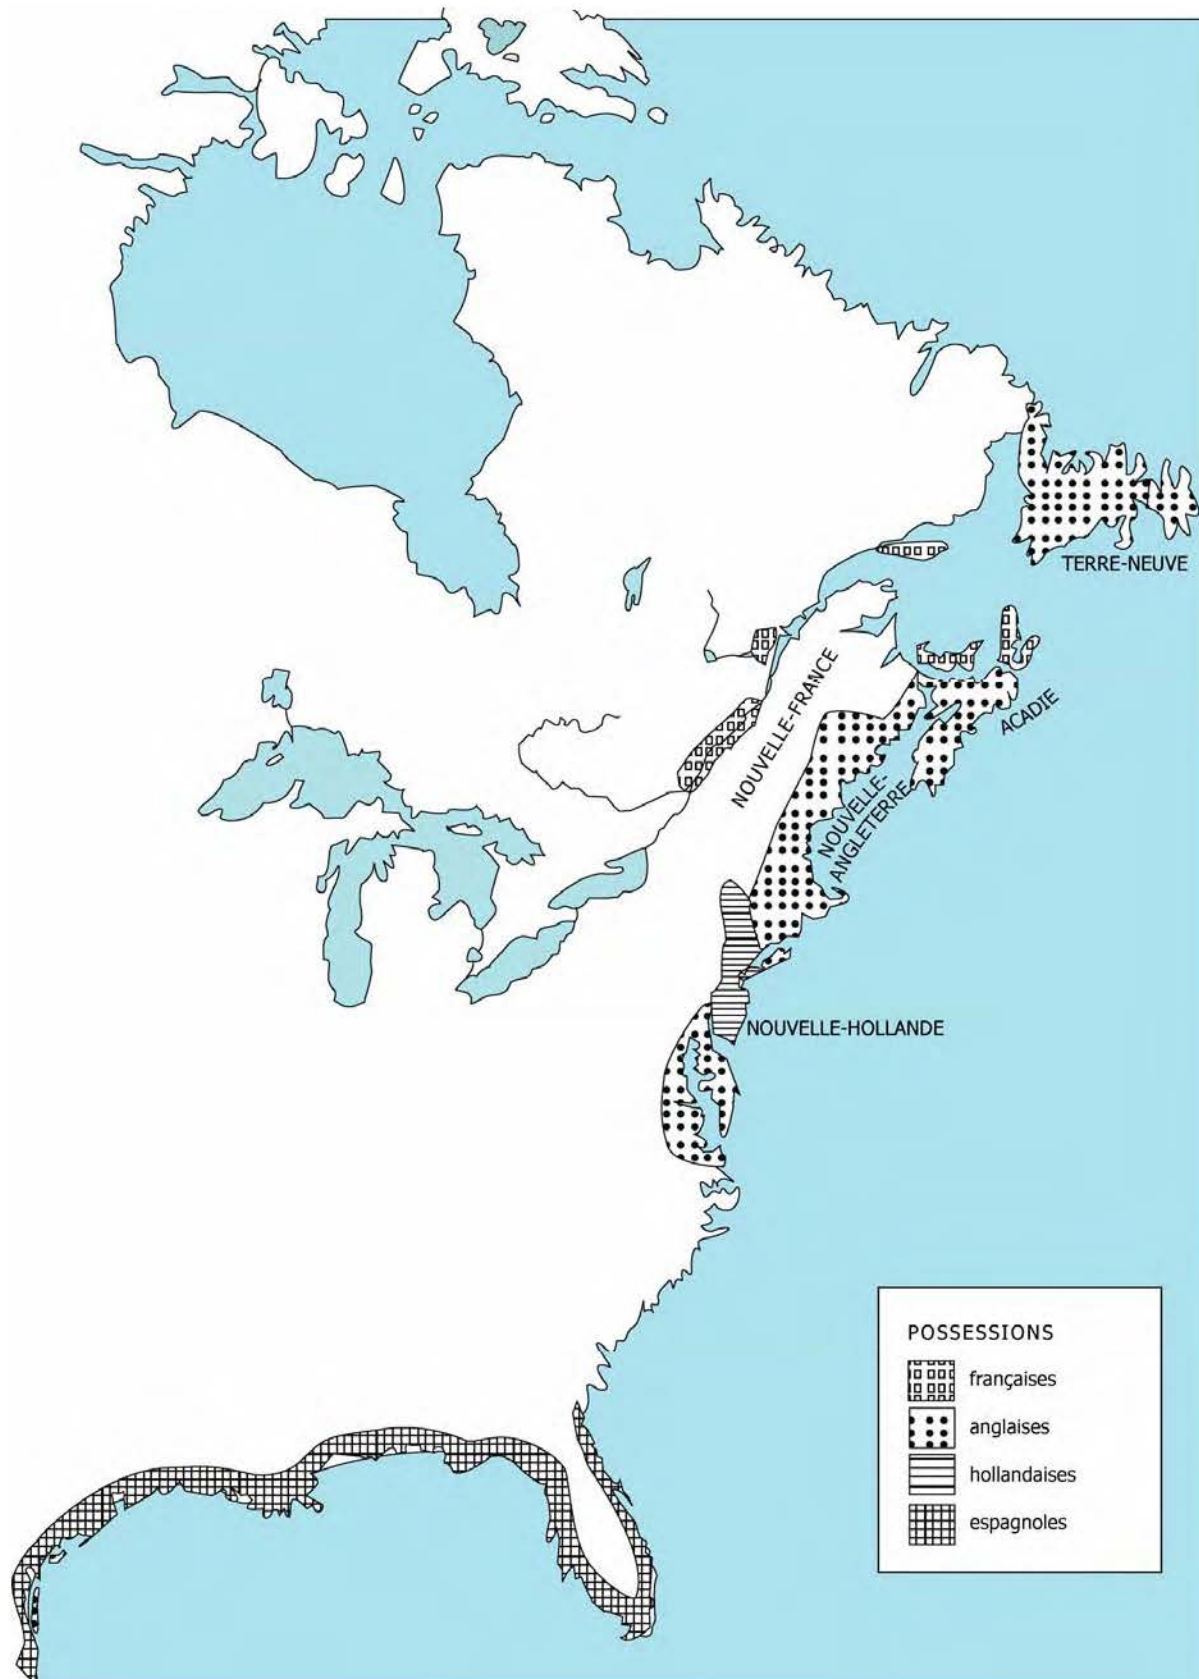 TERRE-NEUVE
NOUVELLE-FRANCE
ACADIE
NOUVELLE-
ANGLETERRE
NOUVELLE-HOLLANDE
POSSESSIONS
françaises
anglaises
hollandaises
espagnoles